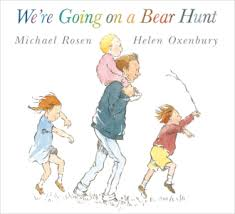 We're Going on a Bear Hunt
Michael Rosen Helen Oxenbury